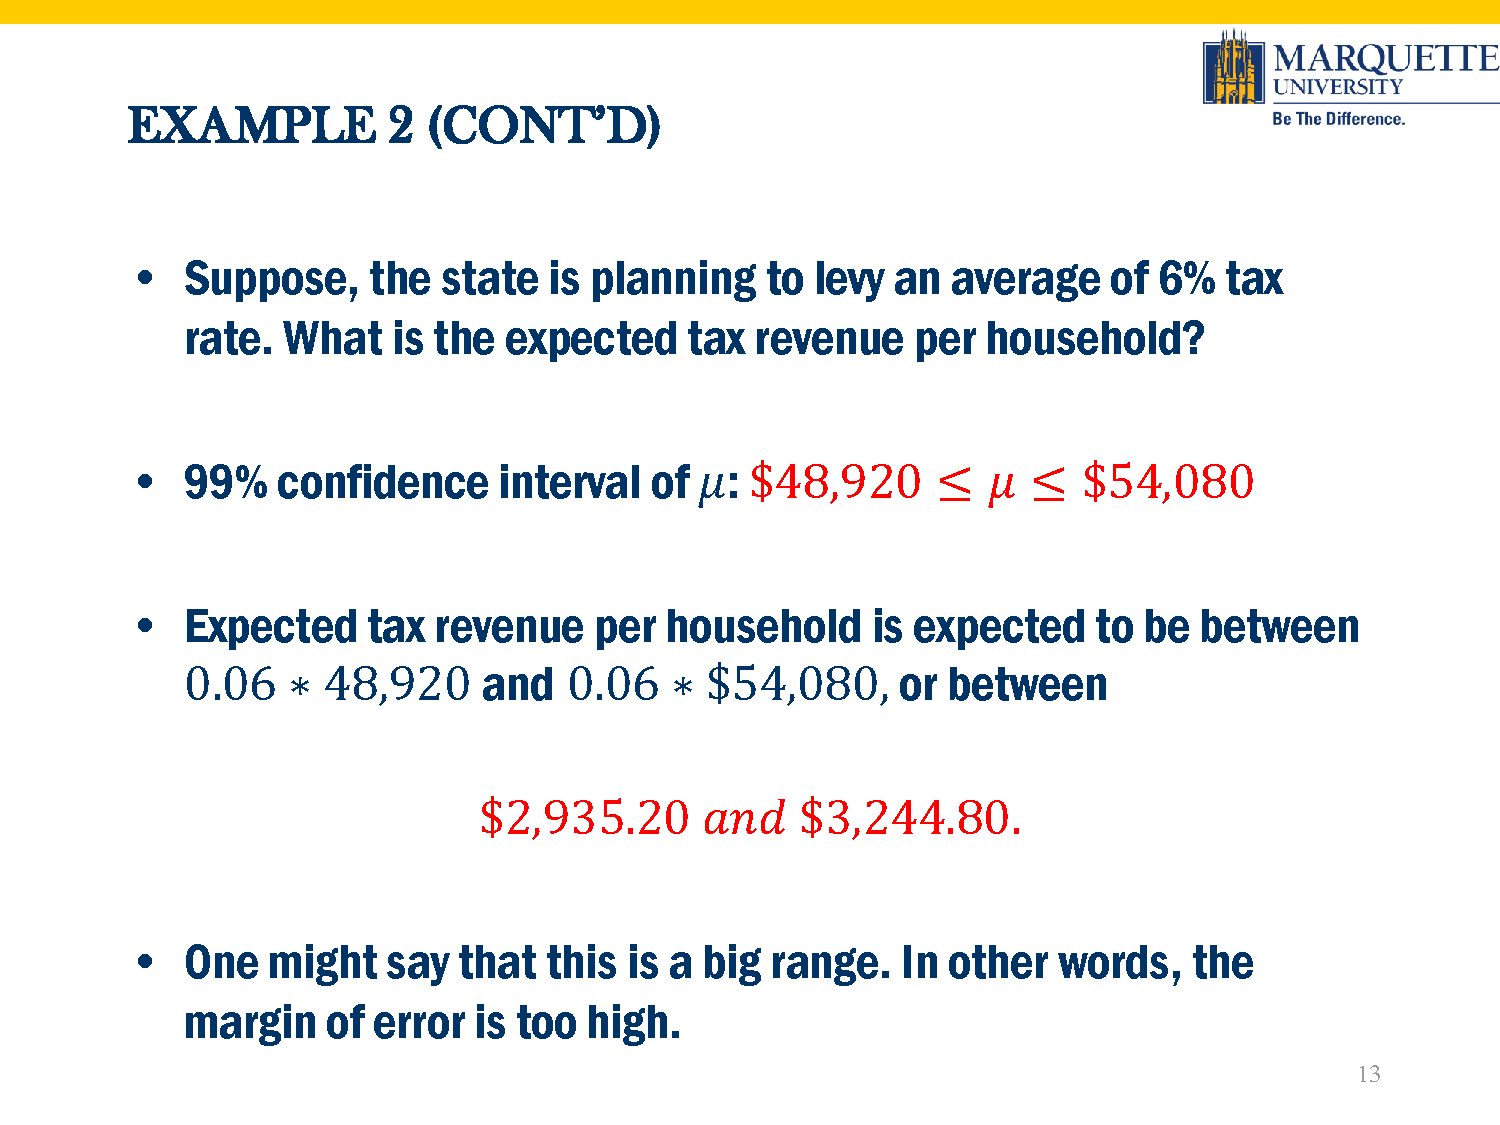 MARQUETTE
UNIVERSITY
Be The Difference.
EXAMPLE 2 (CONT’D)
• Suppose, the state is planning to levy an average of 6% tax
rate. What is the expected tax revenue per household?
• 99% confidence interval of 𝜇: $48,920 ≤ 𝜇 ≤ $54,080
• Expected tax revenue per household is expected to be between
0.06 ∗ 48,920 and 0.06 ∗ $54,080, or between
$2,935.20 𝑎𝑛𝑑 $3,244.80.
• One might say that this is a big range. In other words, the
margin of error is too high.
13